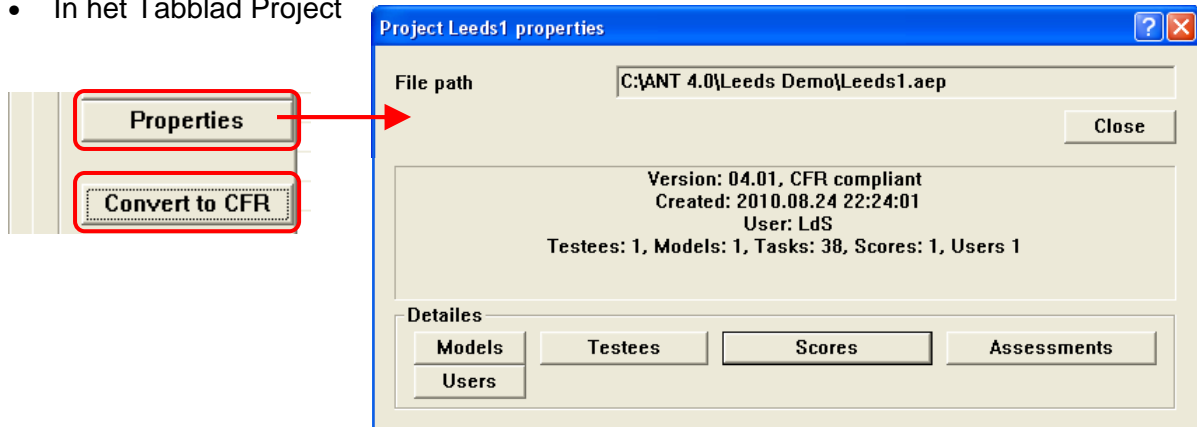 • In het Tabblad Project
Properties
Convert to CFR
Project Leeds1 properties
File path C:\ANT 4.0\Leeds Demo\Leeds1.aep
Close
Version: 04.01, CFR compliant
Created: 2010.08.24 22:24:01
User: LdS
Testees: 1, Models: 1, Tasks: 38, Scores: 1, Users 1
Detailes
Models Testees Scores Assessments
Users